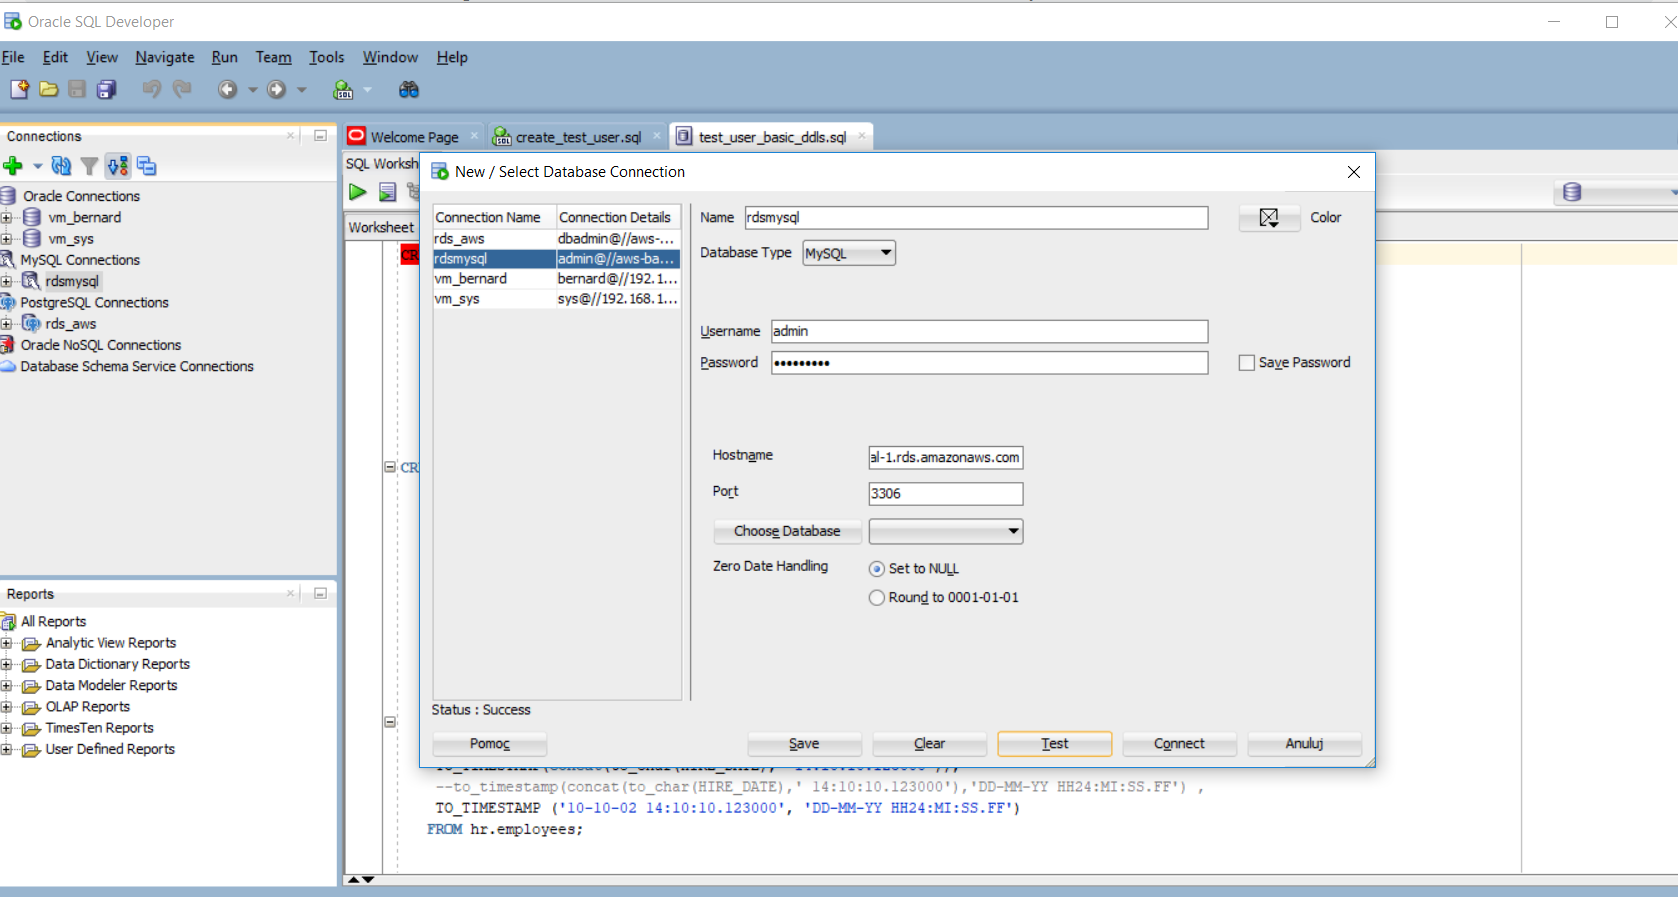 Oracle SQL Developer
File Edit View Navigate Run Team Tools Window Help
Connections
Oracle Connections
vm_bernard
vm_sys
MySQL Connections
rdsmysql
PostgreSQL Connections
rds_aws
Oracle NoSQL Connections
Database Schema Service Connections
Reports
All Reports
Analytic View Reports
Data Dictionary Reports
Data Modeler Reports
OLAP Reports
TimesTen Reports
User Defined Reports
Welcome Page create_test_user.sql test_user_basic_ddls.sql
SQL Worksh
Worksheet
CR
CR
New / Select Database Connection
Connection Name Connection Details
rds_aws dbadmin@//aws-...
rdsmysql admin@//aws-ba...
vm_bernard bernard@//192.1...
vm_sys sys@//192.168.1...
Name rdsmysql Color
Database Type MySQL
Username admin
Password ••••••••• Save Password
Hostname al-1.rds.amazonaws.com
Port 3306
Choose Database
Zero Date Handling Set to NULL
Round to 0001-01-01
Status : Success
Pomoc Save Clear Test Connect Anuluj
--to_timestamp(concat(to_char(HIRE_DATE),' 14:10:10.123000'),'DD-MM-YY HH24:MI:SS.FF') ,
TO_TIMESTAMP ('10-10-02 14:10:10.123000', 'DD-MM-YY HH24:MI:SS.FF')
FROM hr.employees;